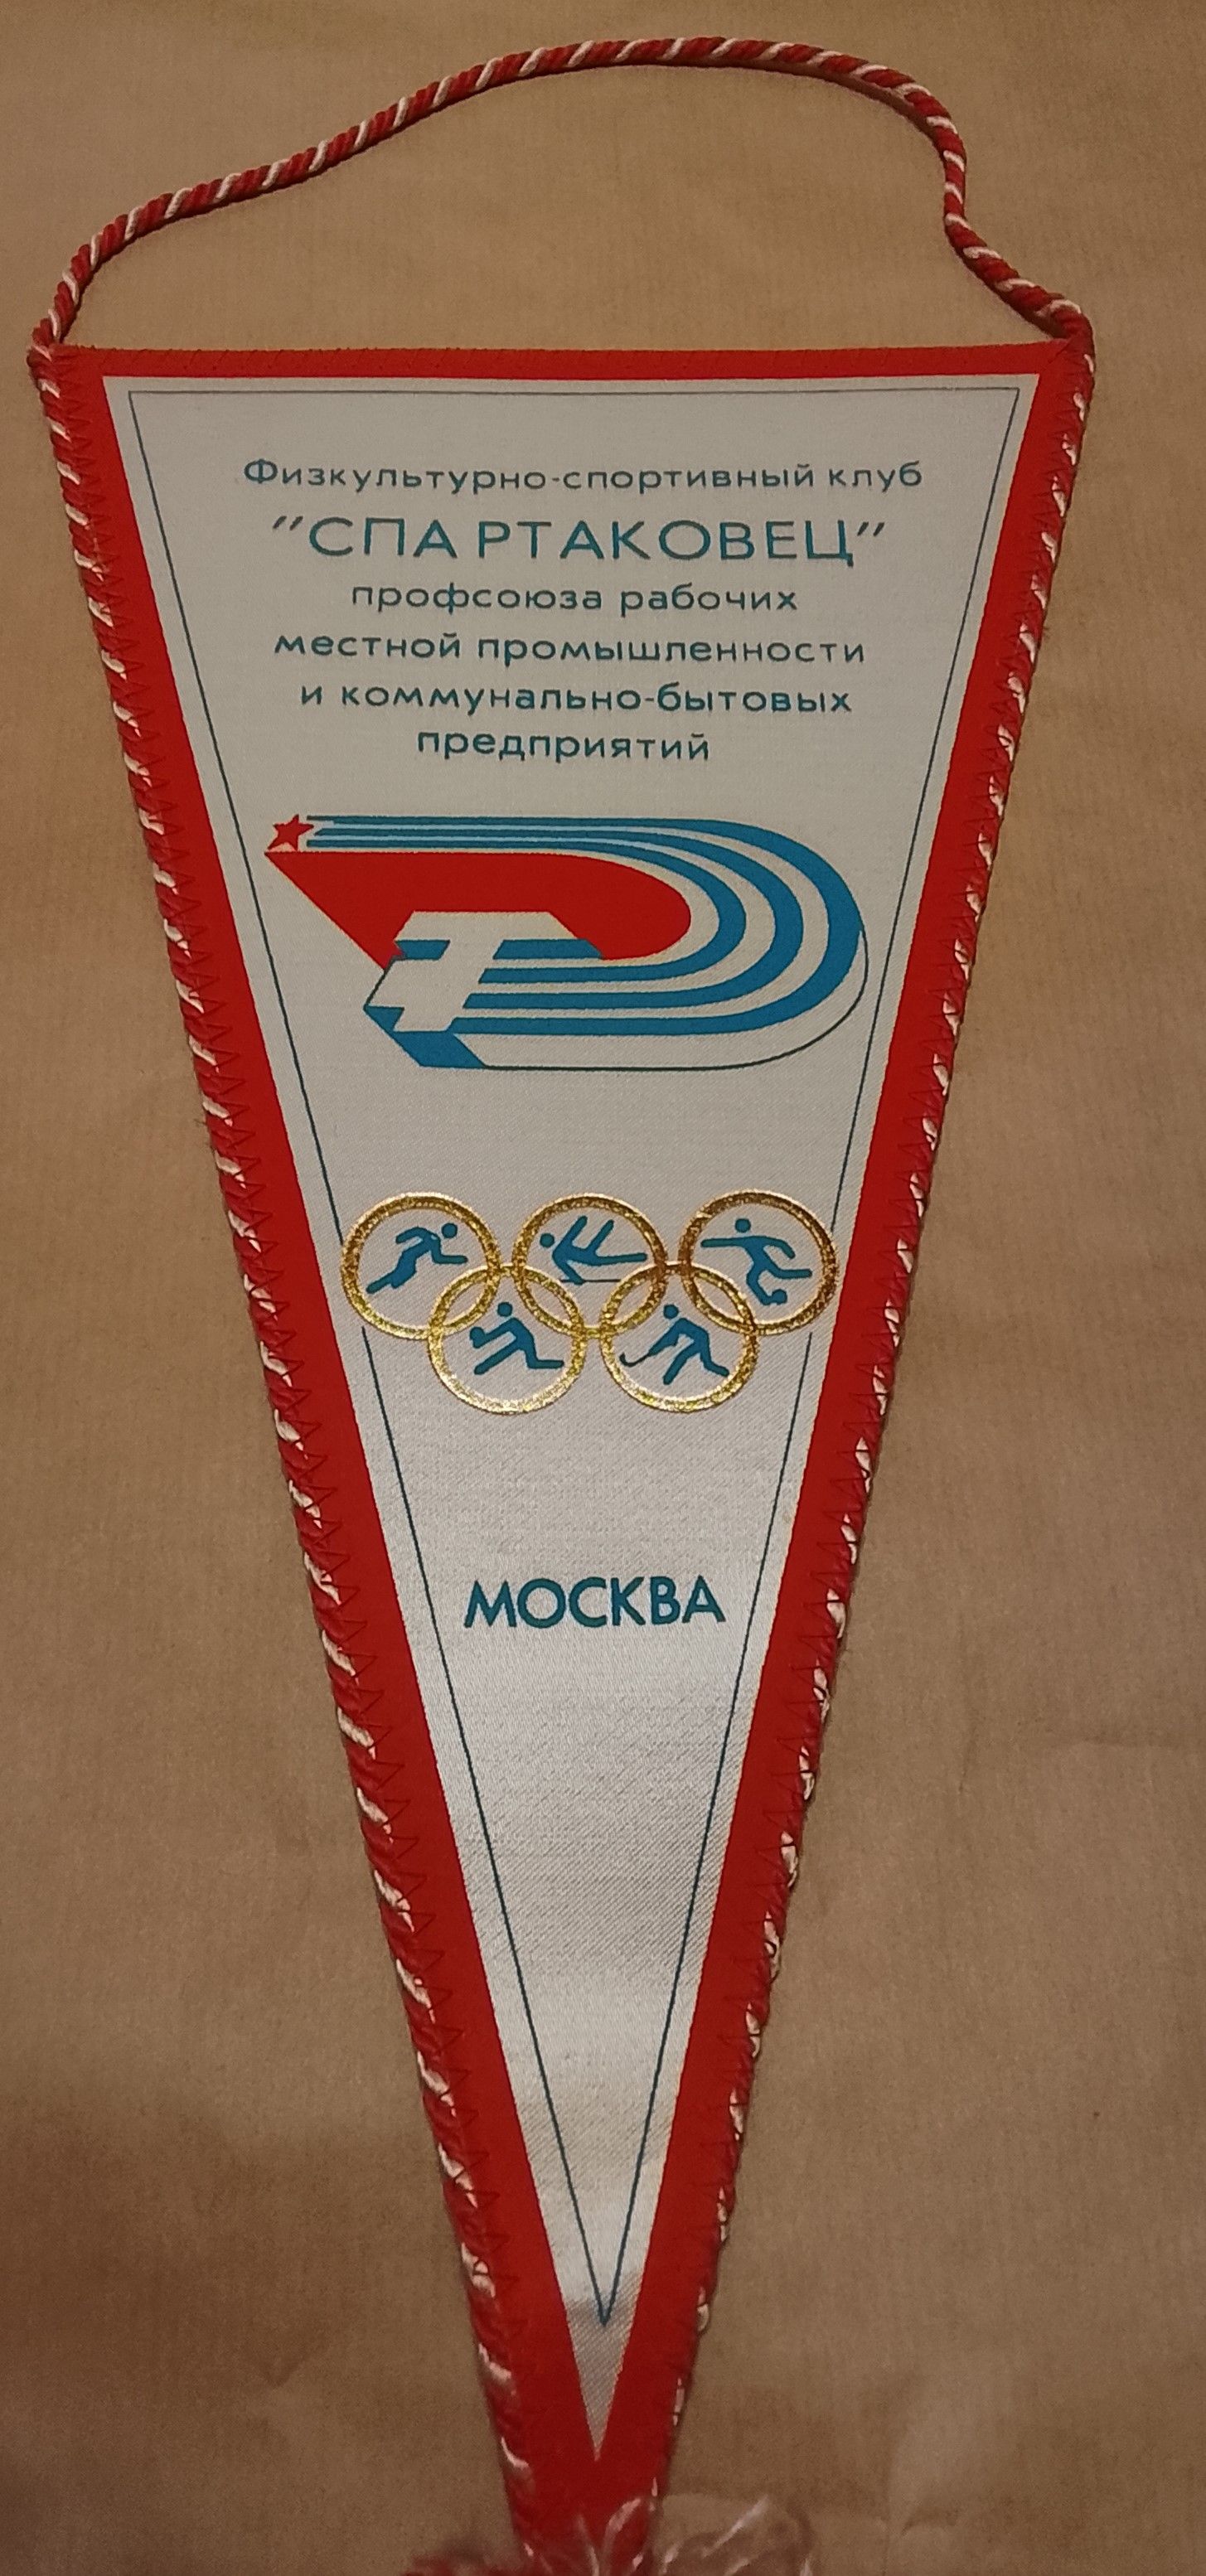 Физкультурно-спортивный клуб
"СПАРТАКОВЕЦ"
профсоюза рабочих
местной промышленности
и коммунально-бытовых
предприятий
МОСКВА